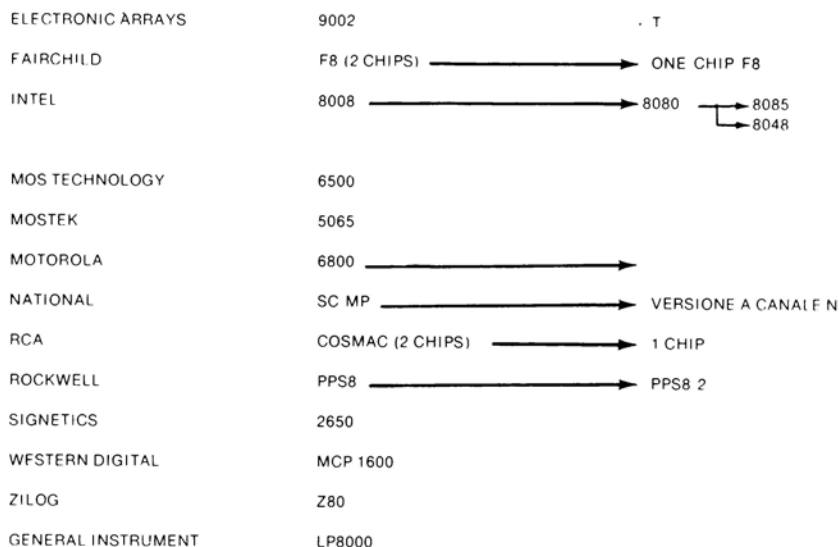 ELECTRONIC ARRAYS 9002 . T
FAIRCHILD F8 (2 CHIPS) ONE CHIP F8
INTEL 8008 8080 8085
8048
MOS TECHNOLOGY 6500
MOSTEK 5065
MOTOROLA 6800
NATIONAL SC MP VERSIONE A CANALE N
RCA COSMAC (2 CHIPS) 1 CHIP
ROCKWELL PPS8 PPS8 2
SIGNETICS 2650
WESTERN DIGITAL MCP 1600
ZILOG Z80
GENERAL INSTRUMENT LP8000